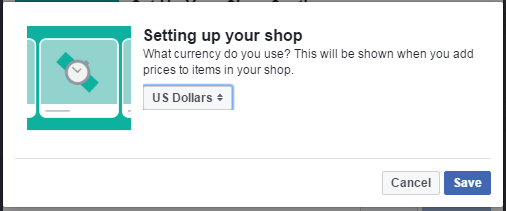 Setting up your shop
What currency do you use? This will be shown when you add
prices to items in your shop.
US Dollars
Cancel Save